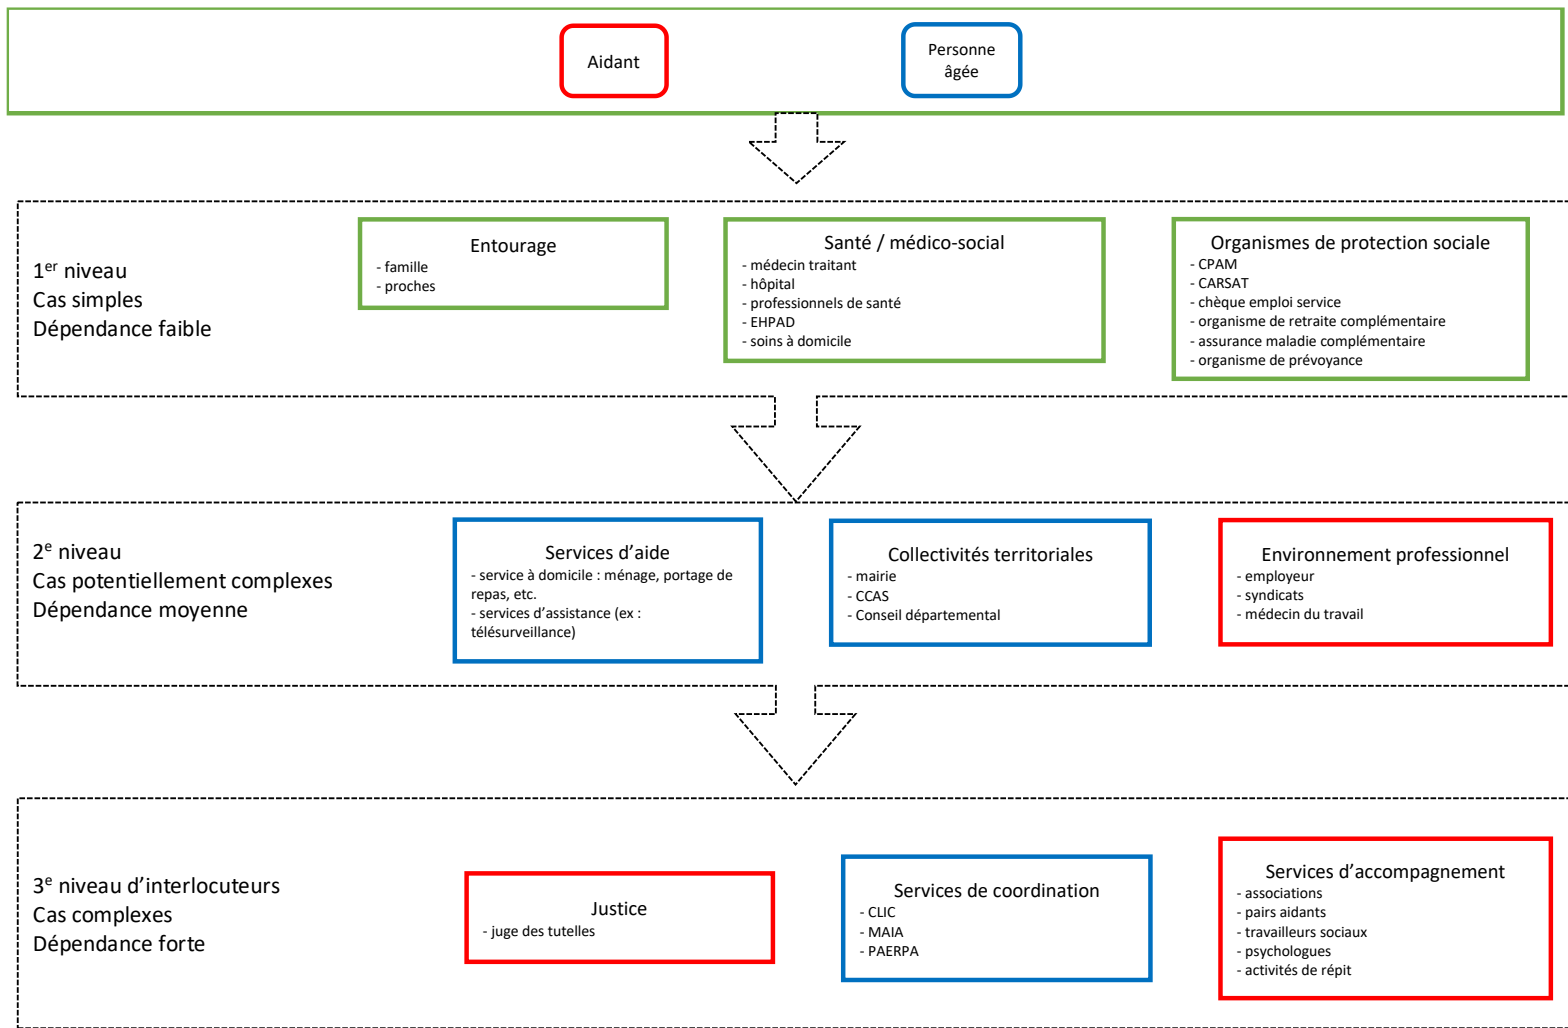 Aidant
Personne
âgée
1er niveau
Cas simples
Dépendance faible
Entourage
- famille
- proches
Santé / médico-social
- médecin traitant
- hôpital
- professionnels de santé
- EHPAD
- soins à domicile
Organismes de protection sociale
- CPAM
- CARSAT
- chèque emploi service
- organisme de retraite complémentaire
- assurance maladie complémentaire
- organisme de prévoyance
2e niveau
Cas potentiellement complexes
Dépendance moyenne
Services d’aide
- service à domicile : ménage, portage de
repas, etc.
- services d’assistance (ex :
télésurveillance)
Collectivités territoriales
- mairie
- CCAS
- Conseil départemental
Environnement professionnel
- employeur
- syndicats
- médecin du travail
3e niveau d’interlocuteurs
Cas complexes
Dépendance forte
Justice
- juge des tutelles
Services de coordination
- CLIC
- MAIA
- PAERPA
Services d’accompagnement
- associations
- pairs aidants
- travailleurs sociaux
- psychologues
- activités de répit